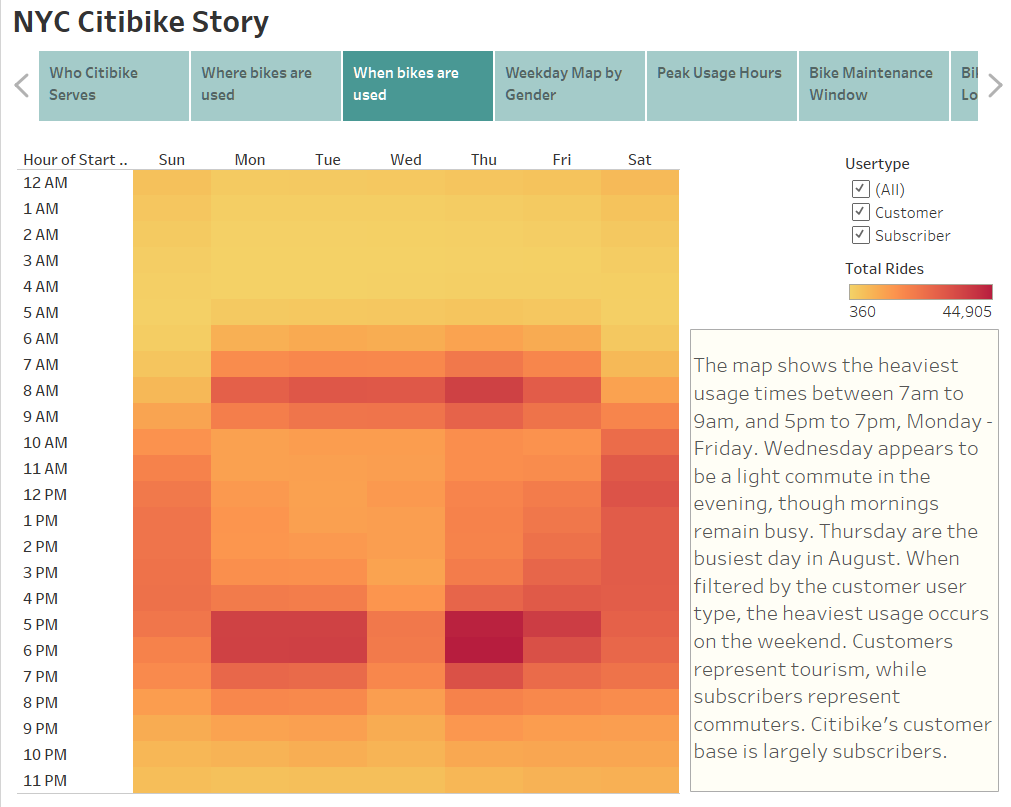 NYC Citibike Story
Who Citibike
Serves
Where bikes are
used
When bikes are
used
Weekday Map by
Gender
Peak Usage Hours
Bike Maintenance
Window
Hour of Start .. Sun Mon Tue Wed Thu Fri Sat
12 AM
1 AM
2 AM
3 AM
4 AM
5 AM
6 AM
7 AM
8 AM
9 AM
10 AM
11 AM
12 PM
1 PM
2 PM
3 PM
4 PM
5 PM
6 PM
7 PM
8 PM
9 PM
10 PM
11 PM
Usertype
(All)
Customer
Subscriber
Total Rides
360 44,905
The map shows the heaviest
usage times between 7am to
9am, and 5pm to 7pm, Monday -
Friday. Wednesday appears to
be a light commute in the
evening, though mornings
remain busy. Thursday are the
busiest day in August. When
filtered by the customer user
type, the heaviest usage occurs
on the weekend. Customers
represent tourism, while
subscribers represent
commuters. Citibike's customer
base is largely subscribers.